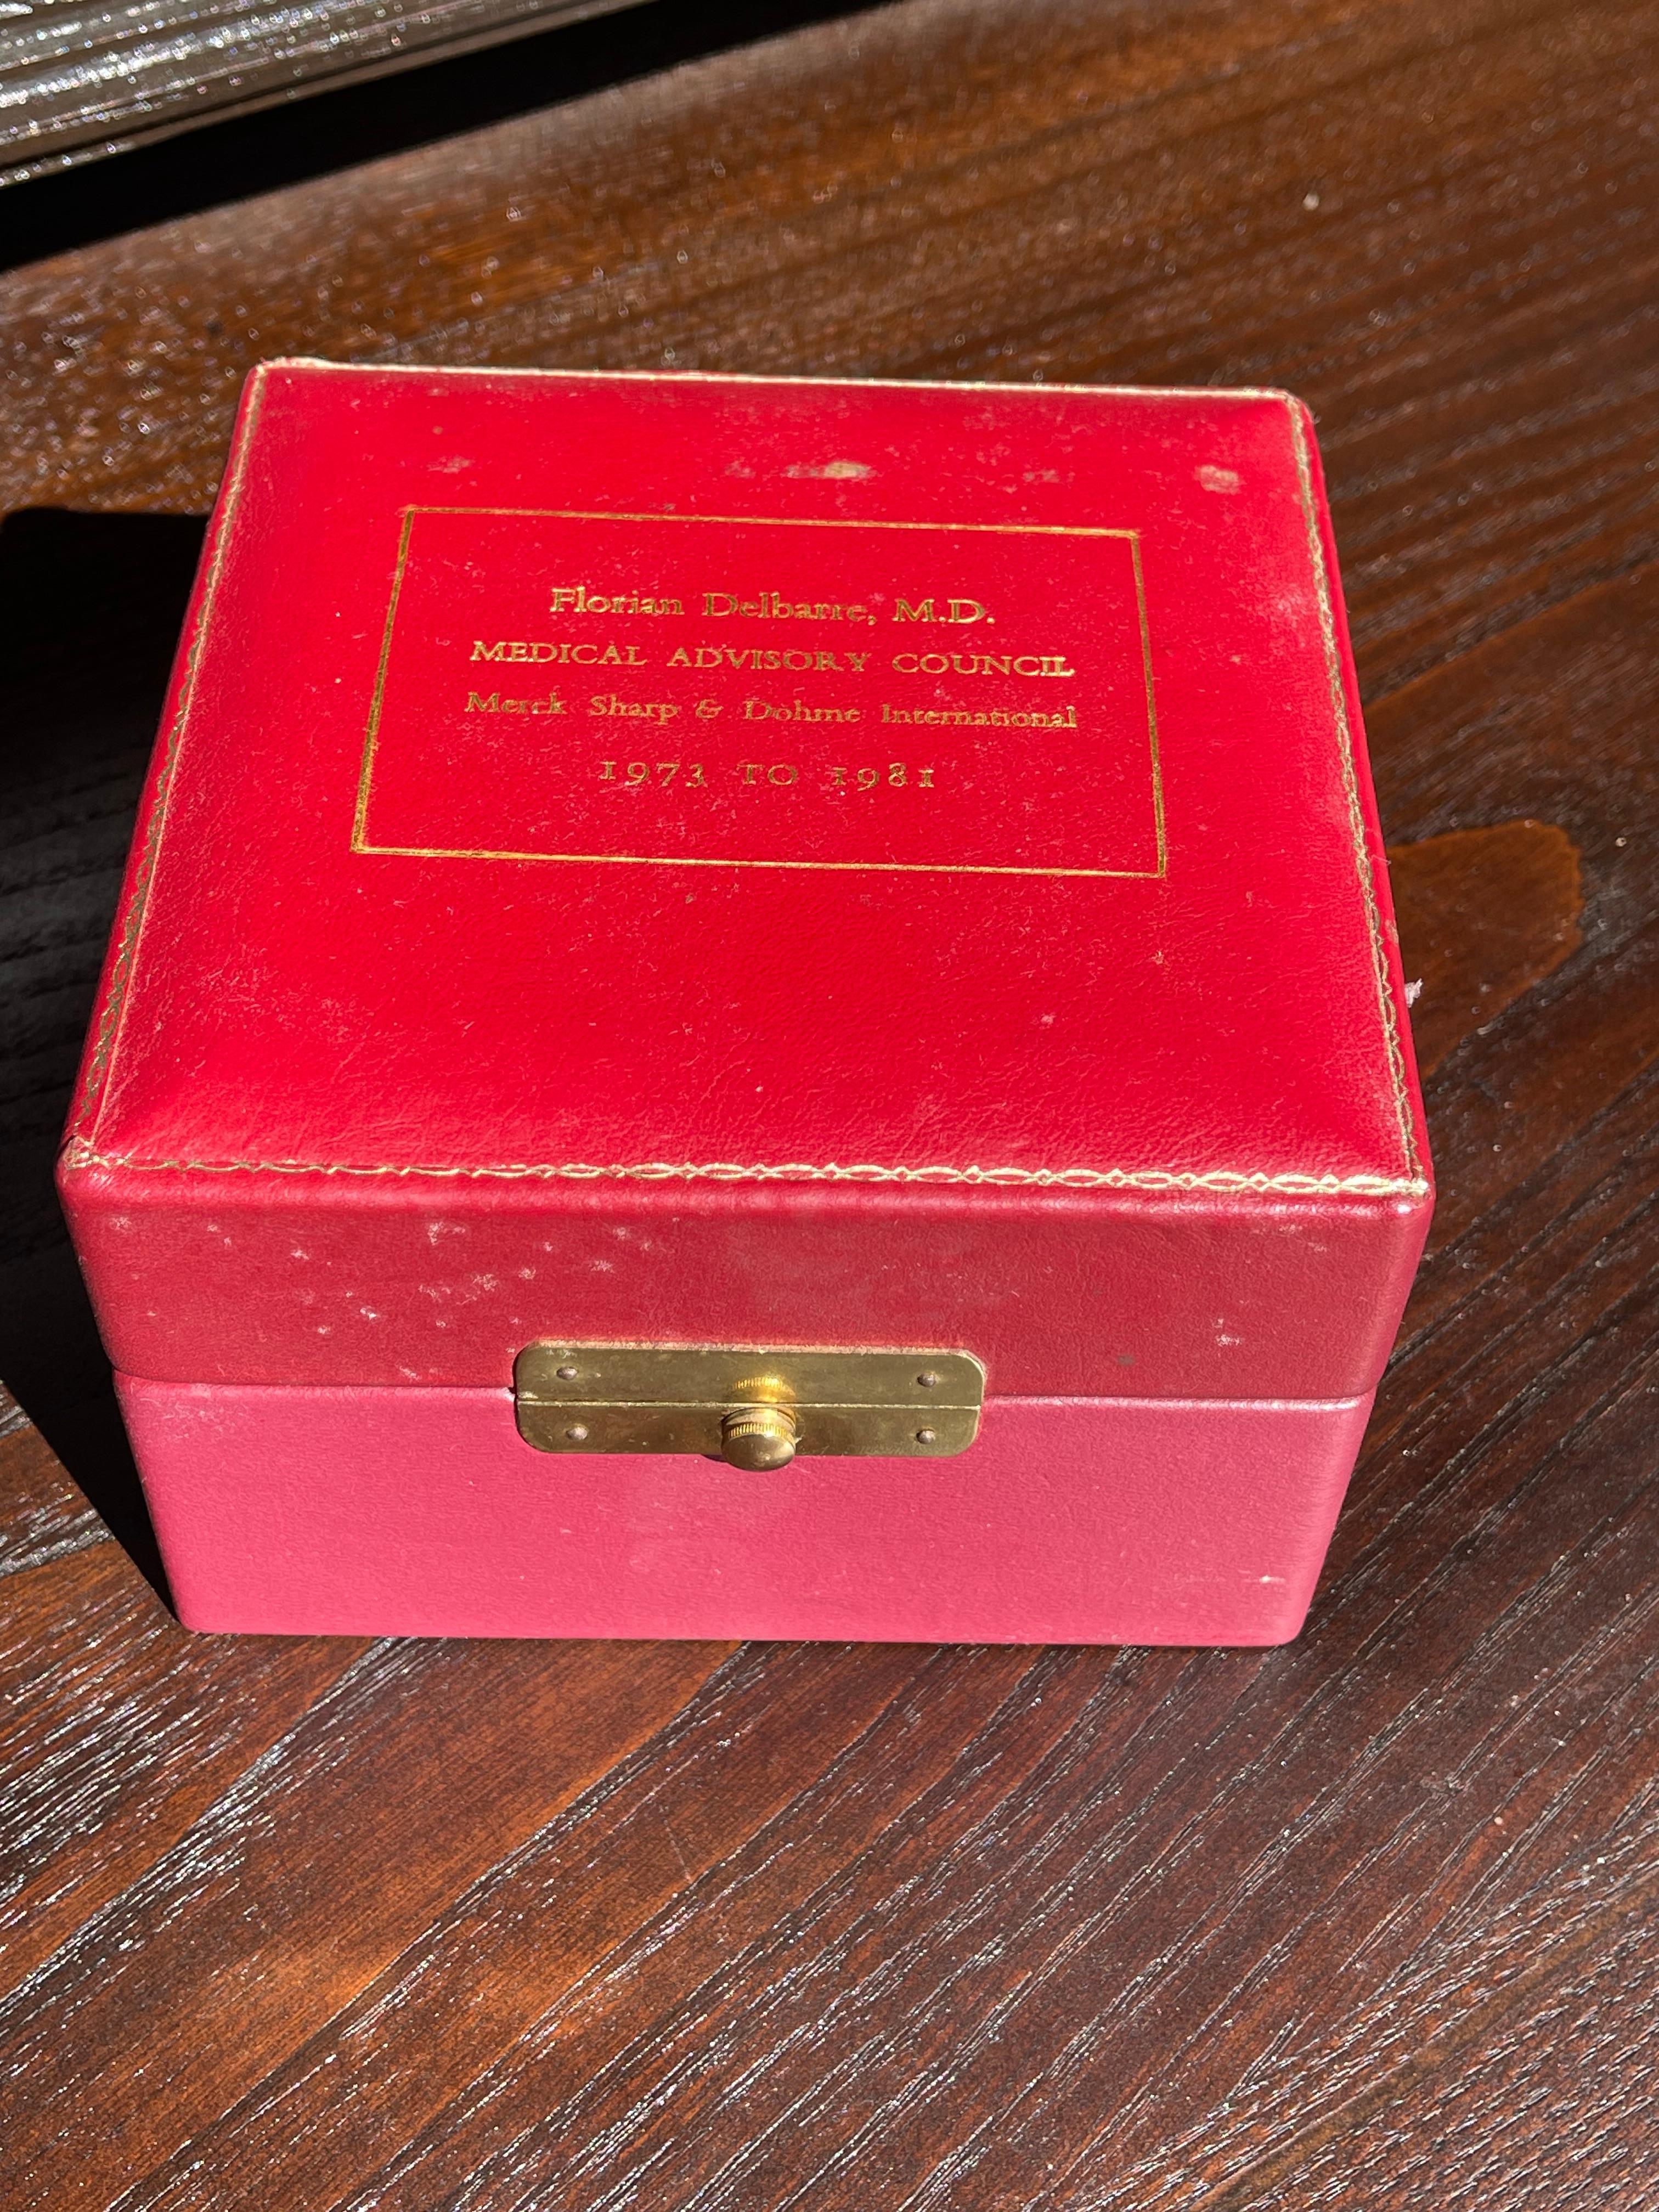 Florian Delbarre, M.D.
MEDICAL ADVISORY COUNCIL
Merck Sharp & Dohme International
1973 TO 1981